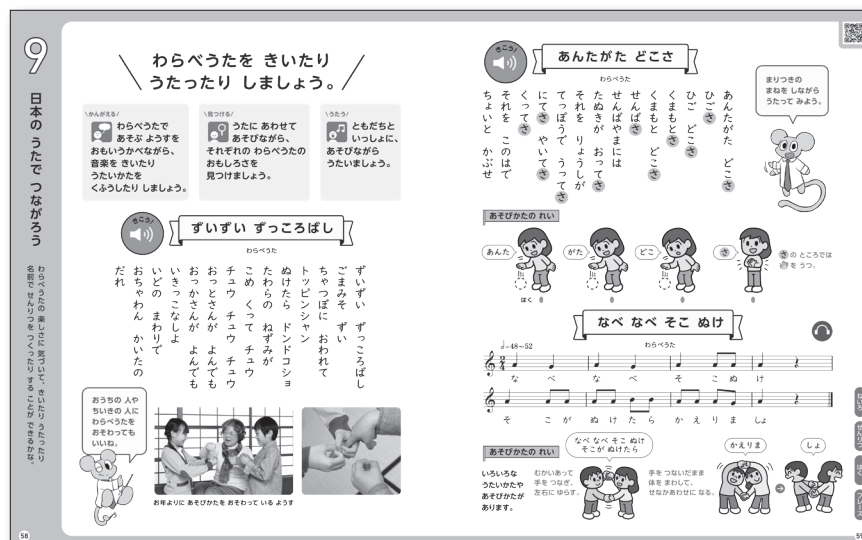 9
日本の うたで つながろう
わらべうたの 楽しさに 気づいて、きいたり うたったり
名前で せんりつを つくったり する ことが できるかな。
わらべうたを きいたり
うたったり しましょう。
かんがえる
わらべうたで
あそぶ ようすを
おもいうかべながら、
音楽を きいたり
うたいかたを
くふうしたり しましょう。
見つける
うたに あわせて
あそびながら、
それぞれの わらべうたの
おもしろさを
見つけましょう。
うたう
ともだちと
いっしょに、
あそびながら
うたいましょう。
きこう
ずいずい ずっころばし
わらべうた
ずいずい ずっころばし
ごまみそ ずい
ちゃつぼに おわれて
トッピンシャン
ぬけたら ドンドコショ
たわらの ねずみが
こめ くって チュウ
チュウ チュウ チュウ
おっとさんが よんでも
おっかさんが よんでも
いきっこなしよ
いどの まわりで
おちゃわん かいたの
だれ
おうちの 人や
ちいきの 人に
わらべうたを
おそわっても
いいね。
お年よりに あそびかたを おそわって いる ようす
58
きこう
あんたがた どこさ
わらべうた
まりつきの
まねを しながら
うたって みよう。
あんたがた どこさ
ひごさ
ひご どこさ
くまもとさ
くまもと どこさ
せんばさ
せんばやまには
たぬきが おってさ
それを りょうしが
てっぽうで うってさ
にてさ やいてさ
くってさ
それを このはで
ちょいと かぶせ
あそびかたの れい
あんた
がた
どこ
さ
はく
さの ところでは
を うつ。
なべ なべ そこ ぬけ
わらべうた
♩=48~52
な べ な べ そ こ ぬ け
そ こ が ぬ け た ら か え り ま しょ
あそびかたの れい
いろいろな
うたいかたや
あそびかたが
あります。
なべ なべ そこ ぬけ
そこが ぬけたら
むかいあって
手を つなぎ、
左右に ゆらす。
手を つないだまま
体を まわして、
せなかあわせに なる。
かえりま
しょ
ねいろ
せんりつ
はく
フレーズ
59